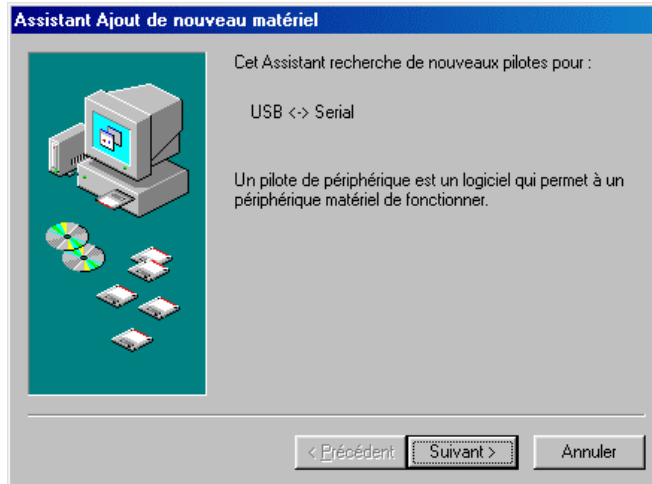 Assistant Ajout de nouveau matériel
Cet Assistant recherche de nouveaux pilotes pour :
USB <-> Serial
Un pilote de périphérique est un logiciel qui permet à un
périphérique matériel de fonctionner.
< Précédent
Suivant >
Annuler